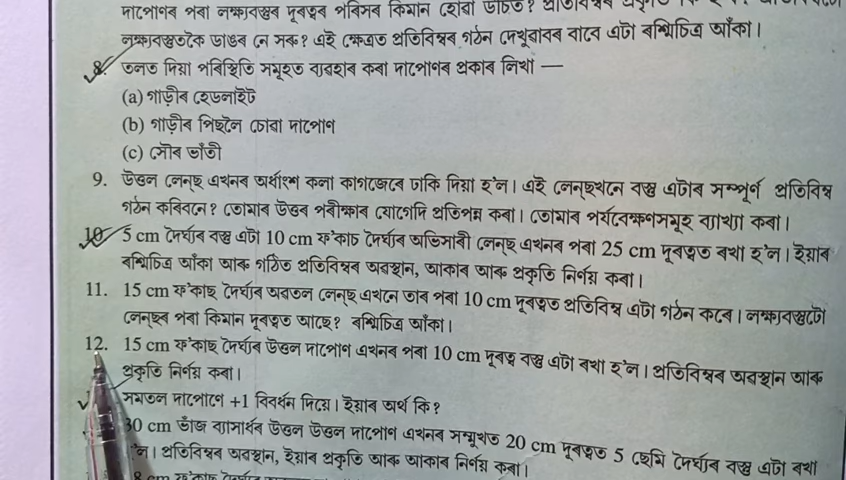 দাপোণৰ পৰা লক্ষ্যবস্তুৰ দূৰত্বৰ পৰিসৰ কিমান হোৱা উচিত?
লক্ষ্যবস্তুতকৈ ডাঙৰ নে সৰু? এই ক্ষেত্ৰত প্ৰতিবিম্বৰ গঠন দেখুৱাবৰ বাবে এটা ৰশ্মিচিত্ৰ আঁকা।
8. তলত দিয়া পৰিস্থিতি সমূহত ব্যৱহাৰ কৰা দাপোণৰ প্ৰকাৰ লিখা —
(a) গাড়ীৰ হেডলাইট
(b) গাড়ীৰ পিছলৈ চোৱা দাপোণ
(c) সৌৰ ভাঁতী
9. উত্তল লেন্‌ছ এখনৰ অৰ্ধাংশ কলা কাগজেৰে ঢাকি দিয়া হ'ল। এই লেন্‌ছখনে বস্তু এটাৰ সম্পূৰ্ণ প্ৰতিবিম্ব
গঠন কৰিবনে? তোমাৰ উত্তৰ পৰীক্ষাৰ যোগেদি প্ৰতিপন্ন কৰা। তোমাৰ পৰ্যবেক্ষণসমূহ ব্যাখ্যা কৰা।
10. 5 cm দৈৰ্ঘ্যৰ বস্তু এটা 10 cm ফ'কাচ দৈৰ্ঘ্যৰ অভিসাৰী লেন্‌ছ এখনৰ পৰা 25 cm দূৰত্বত ৰখা হ'ল। ইয়াৰ
ৰশ্মিচিত্ৰ আঁকা আৰু গঠিত প্ৰতিবিম্বৰ অৱস্থান, আকাৰ আৰু প্ৰকৃতি নিৰ্ণয় কৰা।
11. 15 cm ফ'কাছ দৈৰ্ঘ্যৰ অৱতল লেন্‌ছ এখনে তাৰ পৰা 10 cm দূৰত্বত প্ৰতিবিম্ব এটা গঠন কৰে। লক্ষ্যবস্তুটো
লেন্‌ছৰ পৰা কিমান দূৰত্বত আছে? ৰশ্মিচিত্ৰ আঁকা।
12. 15 cm ফ'কাছ দৈৰ্ঘ্যৰ উত্তল দাপোণ এখনৰ পৰা 10 cm দূৰত্ব বস্তু এটা ৰখা হ'ল। প্ৰতিবিম্বৰ অৱস্থান আৰু
প্ৰকৃতি নিৰ্ণয় কৰা।
সমতল দাপোণে +1 বিবৰ্ধন দিয়ে। ইয়াৰ অৰ্থ কি?
30 cm ভাঁজ ব্যাসাৰ্ধৰ উত্তল উত্তল দাপোণ এখনৰ সন্মুখত 20 cm দূৰত্বত 5 ছেমি দৈৰ্ঘ্যৰ বস্তু এটা ৰখা
'ল। প্ৰতিবিম্বৰ অৱস্থান, ইয়াৰ প্ৰকৃতি আৰু আকাৰ নিৰ্ণয় কৰা।